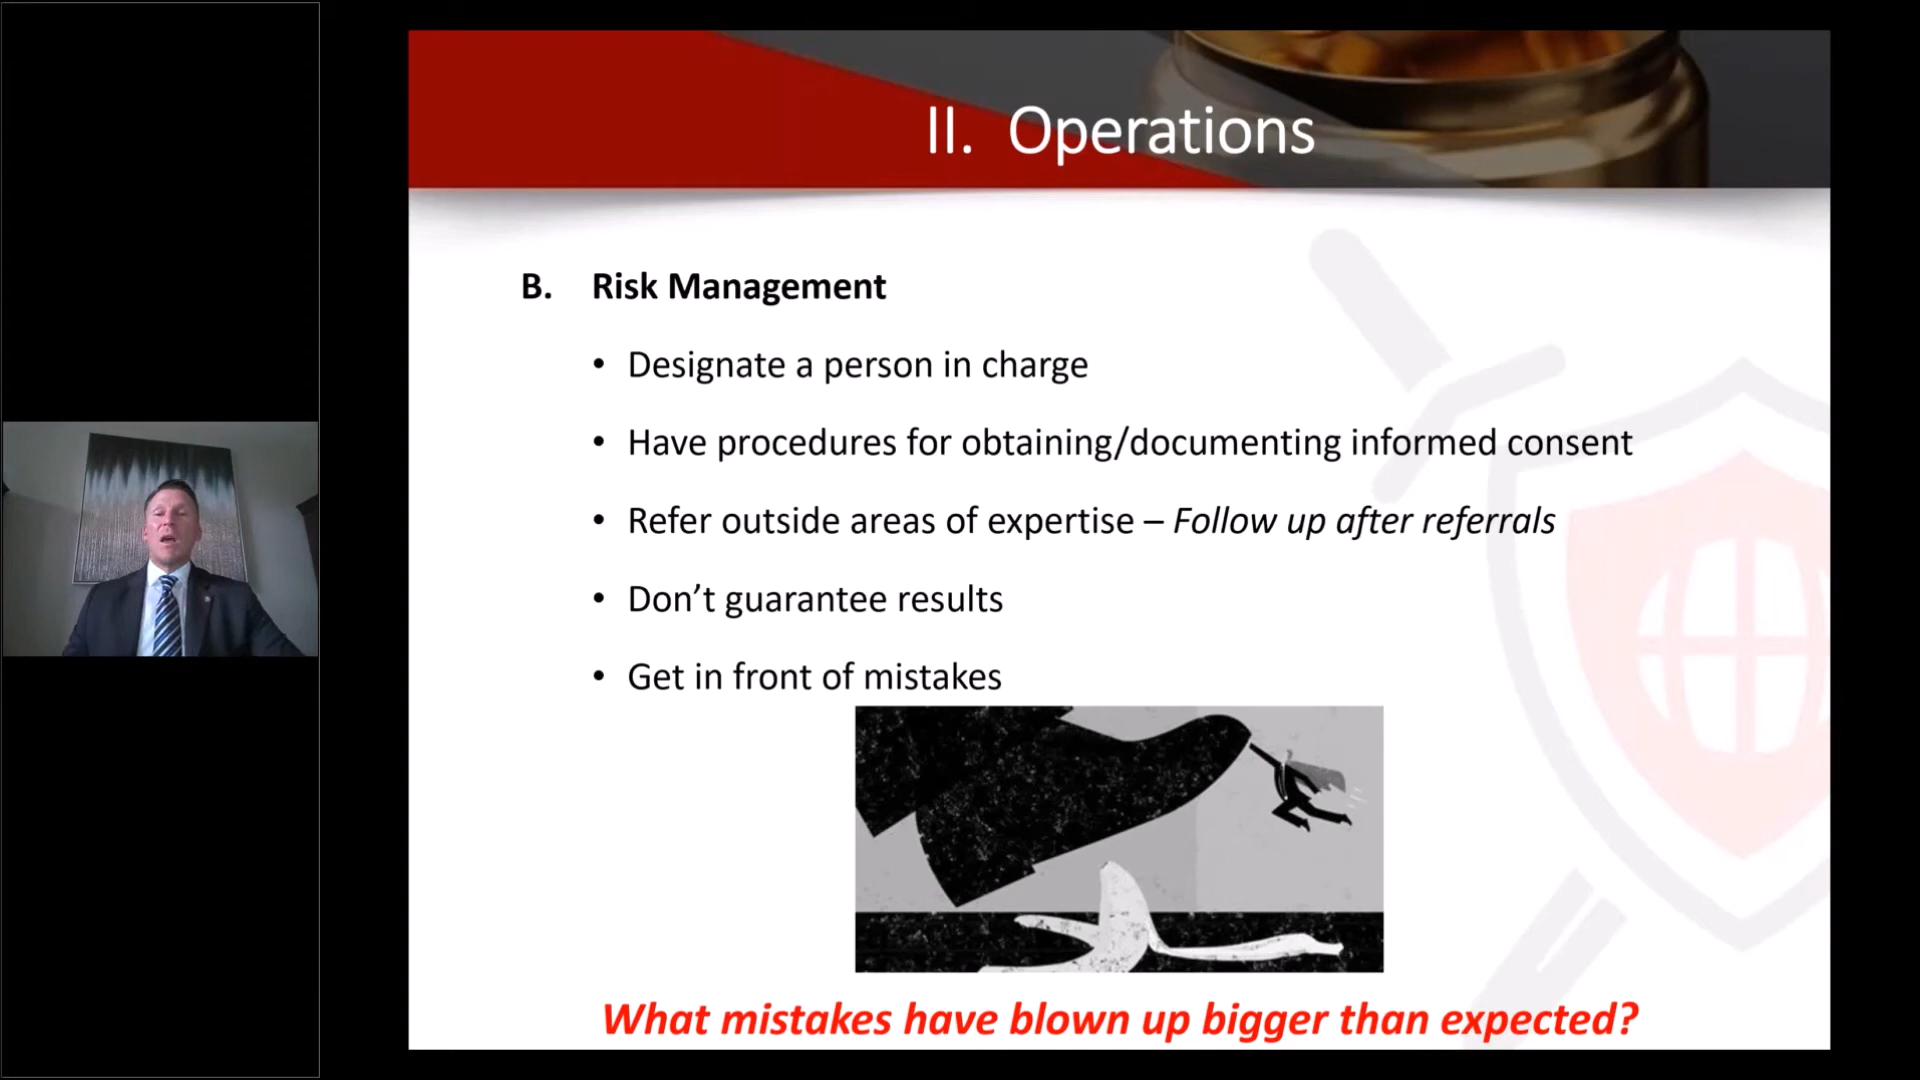 II. Operations
B. Risk Management
• Designate a person in charge
• Have procedures for obtaining/documenting informed consent
• Refer outside areas of expertise – Follow up after referrals
• Don’t guarantee results
• Get in front of mistakes
What mistakes have blown up bigger than expected?